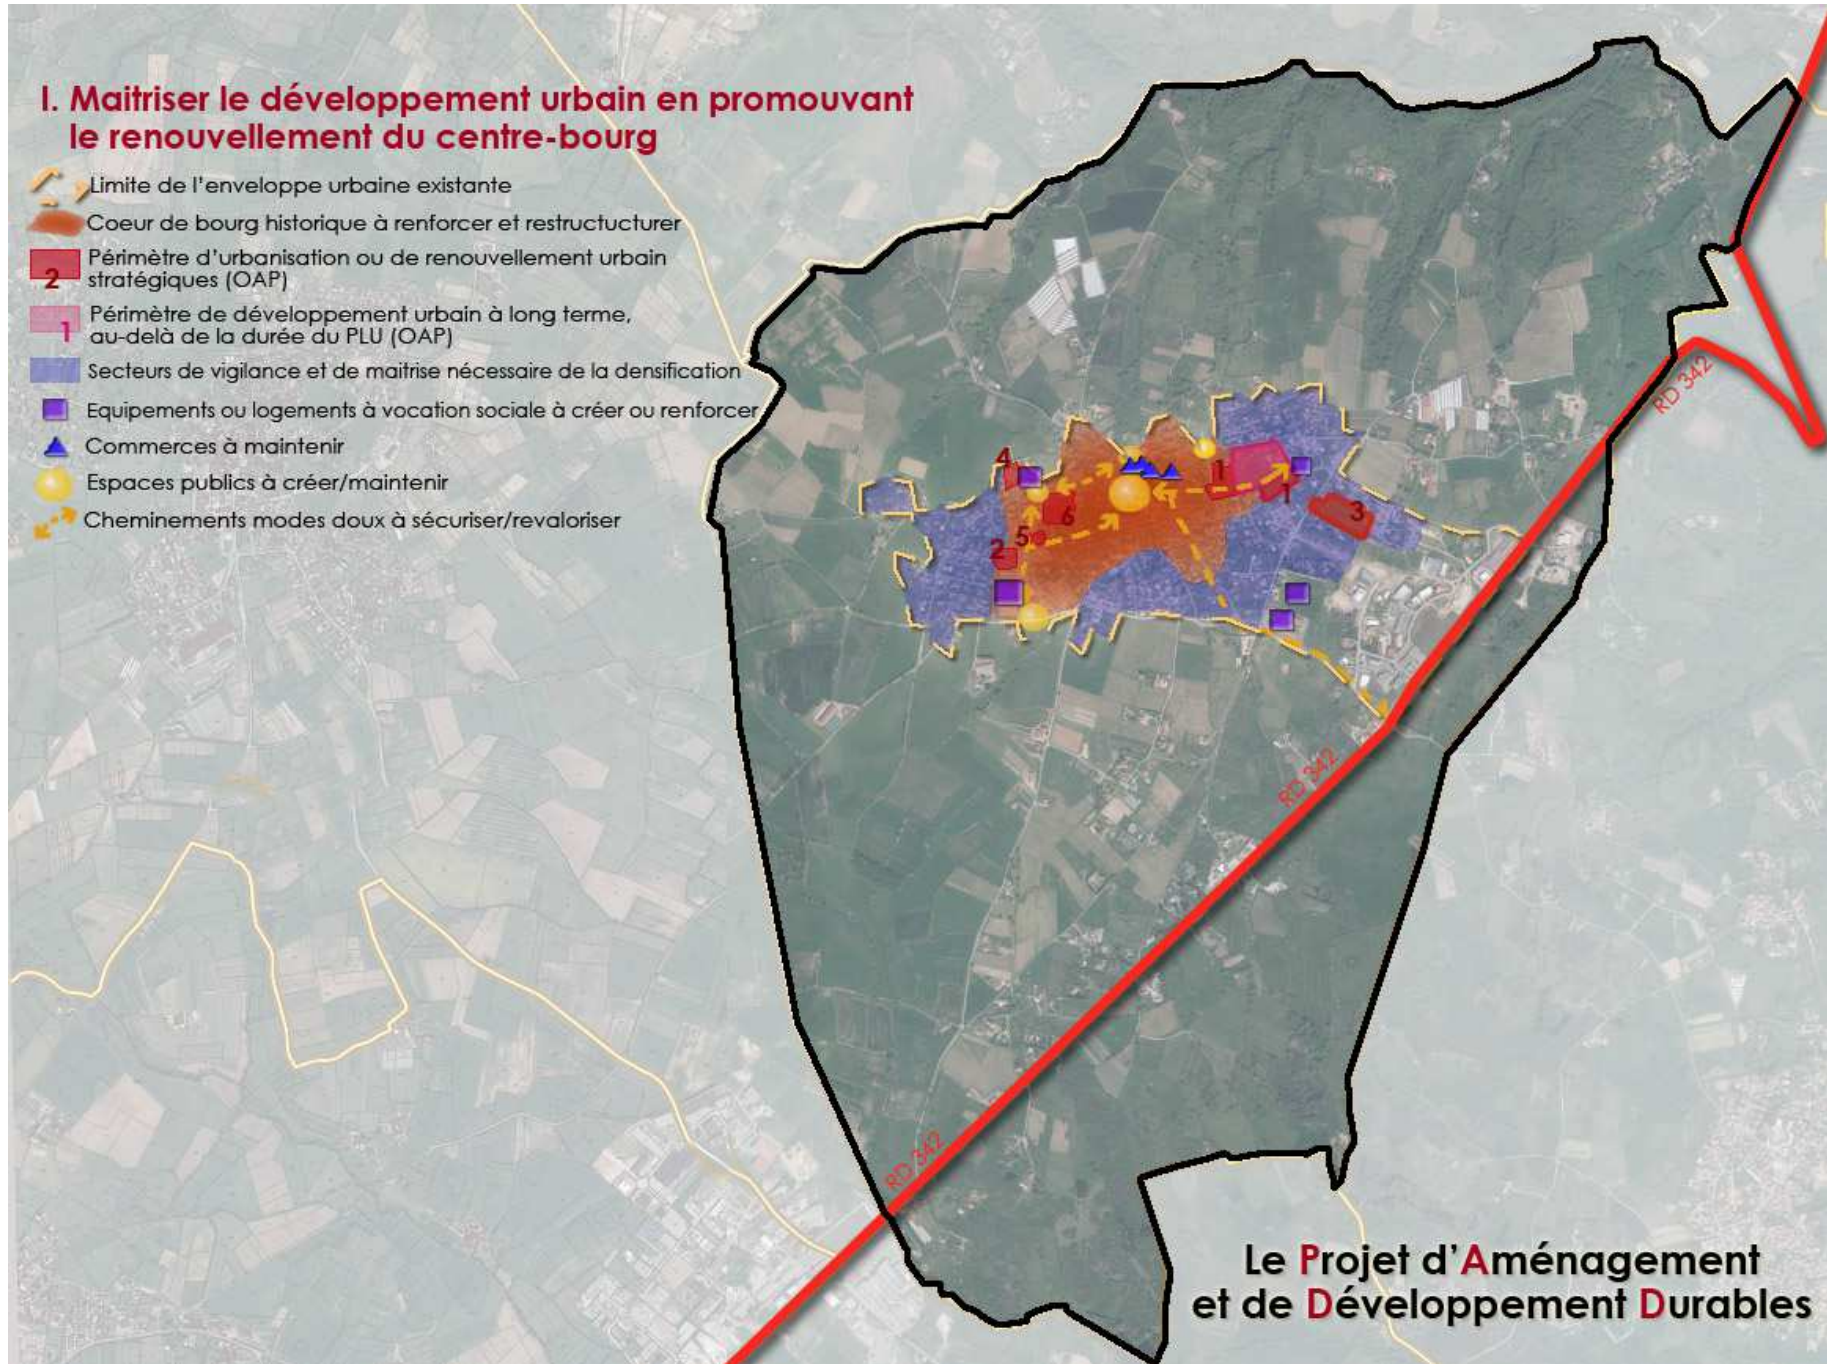 I. Maitriser le développement urbain en promouvant
le renouvellement du centre-bourg
Limite de l'enveloppe urbaine existante
Coeur de bourg historique à renforcer et restructucturer
Périmètre d'urbanisation ou de renouvellement urbain
2
stratégiques (OAP)
Périmètre de développement urbain à long terme,
1
au-delà de la durée du PLU (OAP)
Secteurs de vigilance et de maitrise nécessaire de la densification
Equipements ou logements à vocation sociale à créer ou renforcer
Commerces à maintenir
Espaces publics à créer/maintenir
Cheminements modes doux à sécuriser/revaloriser
RD 342
4
1
1
3
6
5
2
RD 342
RD 342
Le Projet d'Aménagement
et de Développement Durables